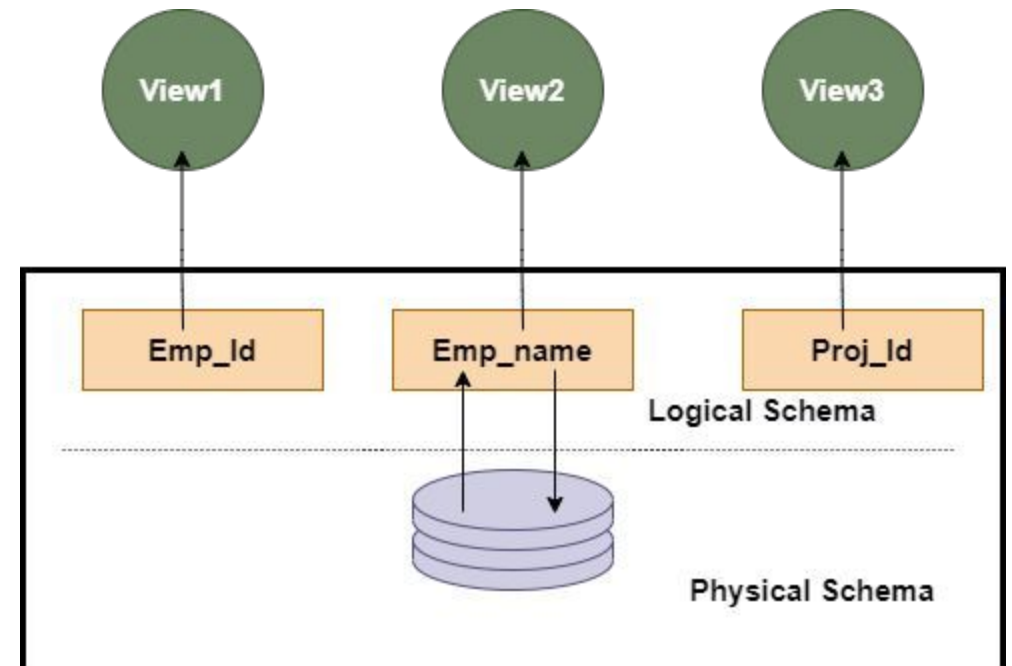 View1
View2
View3
Emp_Id
Emp_name
Proj_Id
Logical Schema
Physical Schema